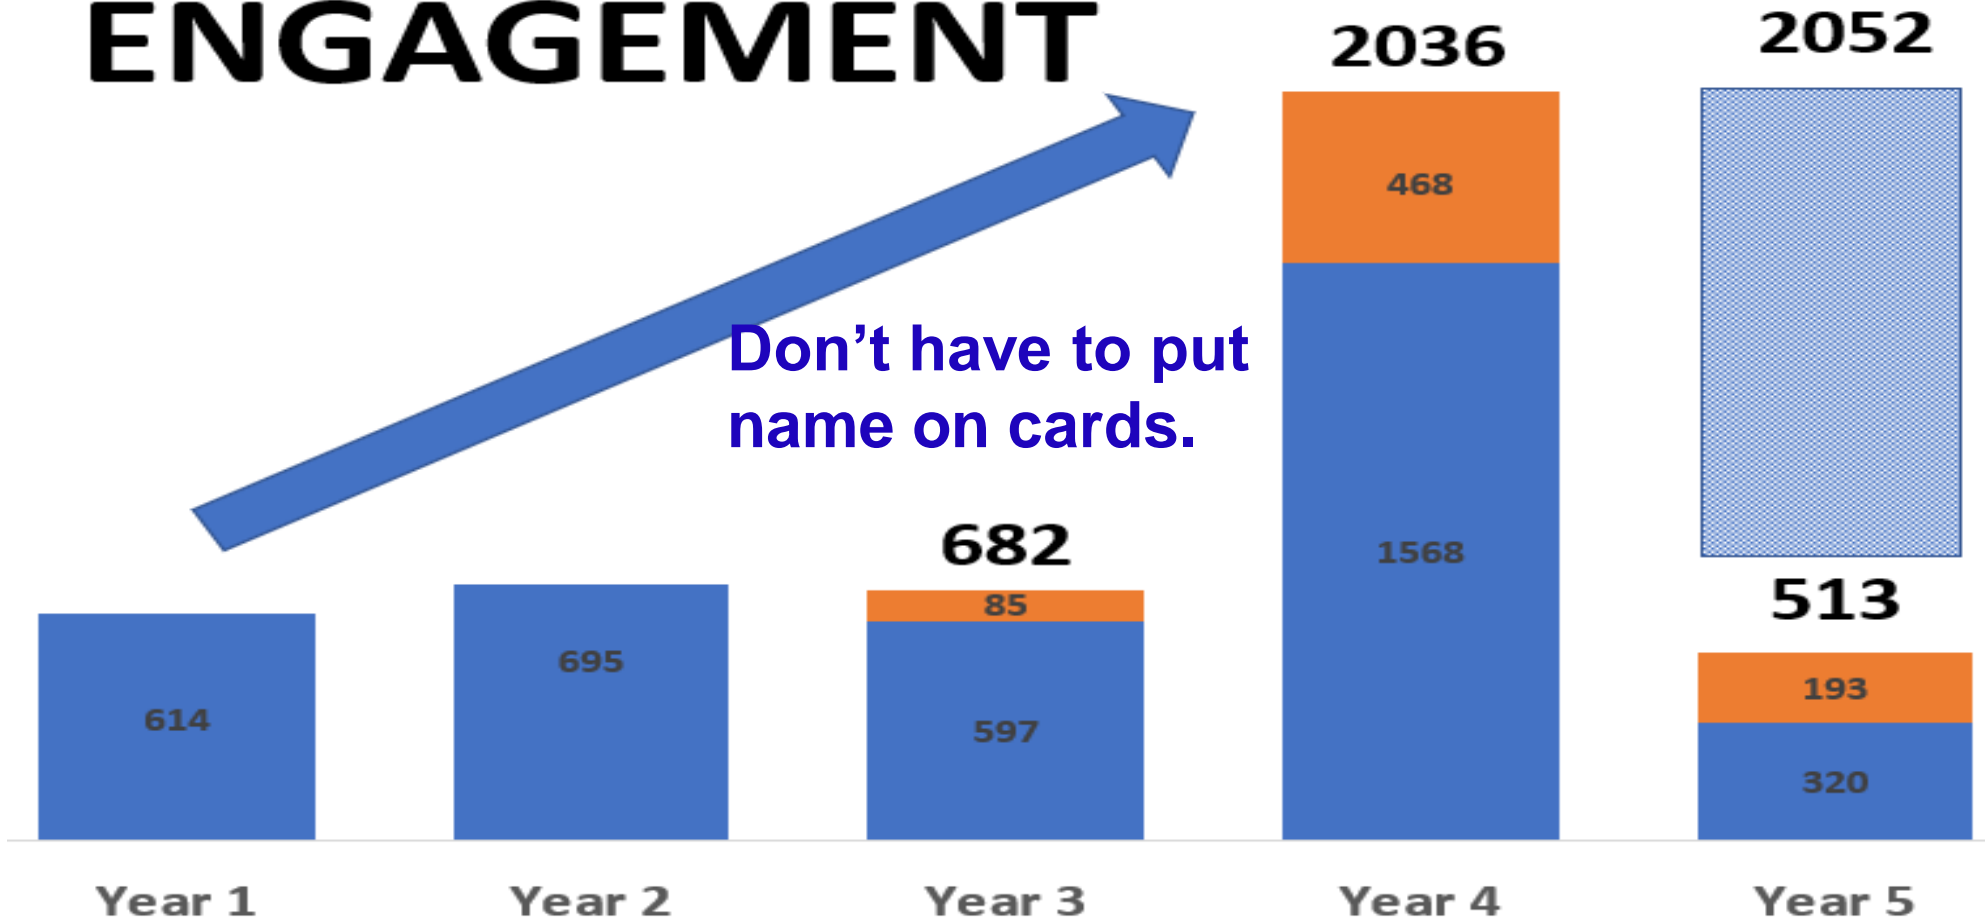 ENGAGEMENT
2036
2052
468
Don’t have to put
name on cards.
682
1568
85
513
614
695
597
193
320
Year 1
Year 2
Year 3
Year 4
Year 5